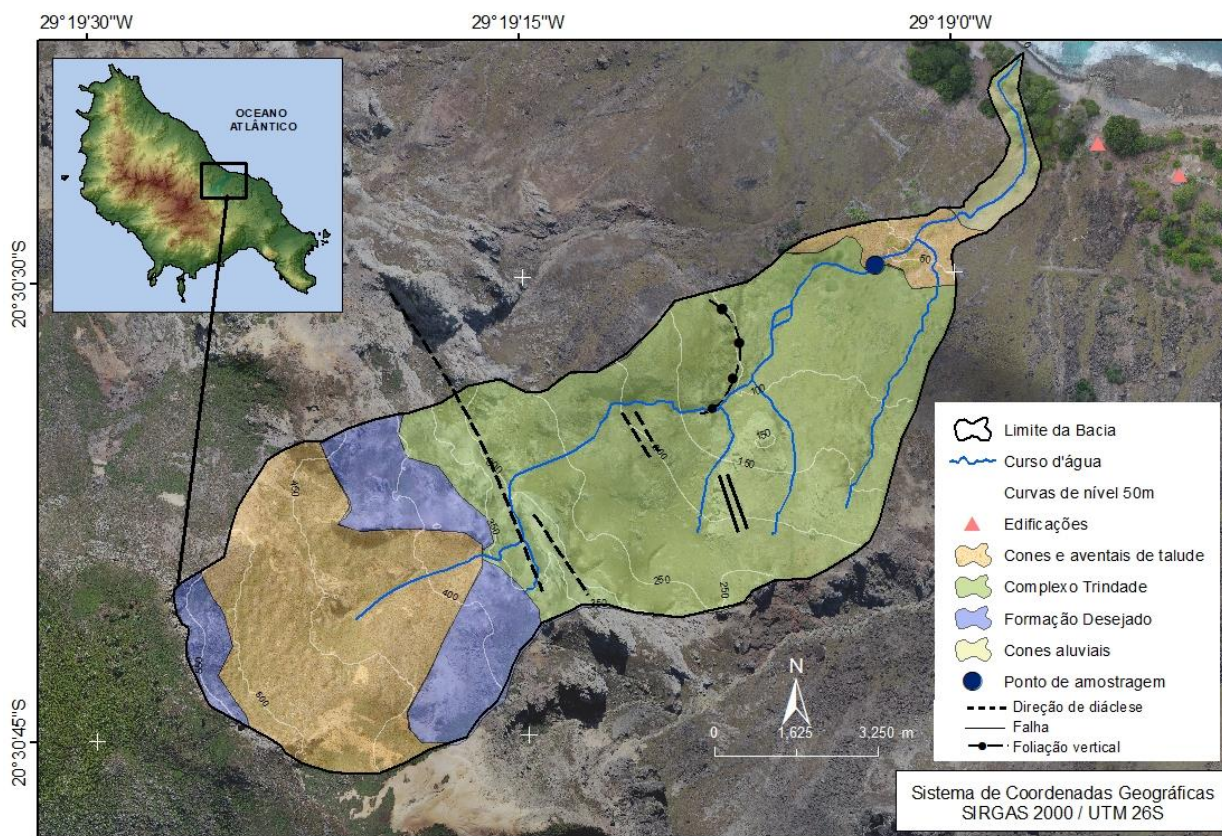 29°19'30"W
29°19'15"W
29°19'0"W
OCEANO
ATLÂNTICO
20°30'30"S
20°30'45"S
50
100
150
150
250
250
350
350
400
450
500
Limite da Bacia
Curso d'água
Curvas de nível 50m
Edificações
Cones e aventais de talude
Complexo Trindade
Formação Desejado
Cones aluviais
Ponto de amostragem
Direção de diáclese
Falha
Foliação vertical
N
0 1,625 3,250 m
Sistema de Coordenadas Geográficas
SIRGAS 2000 / UTM 26S